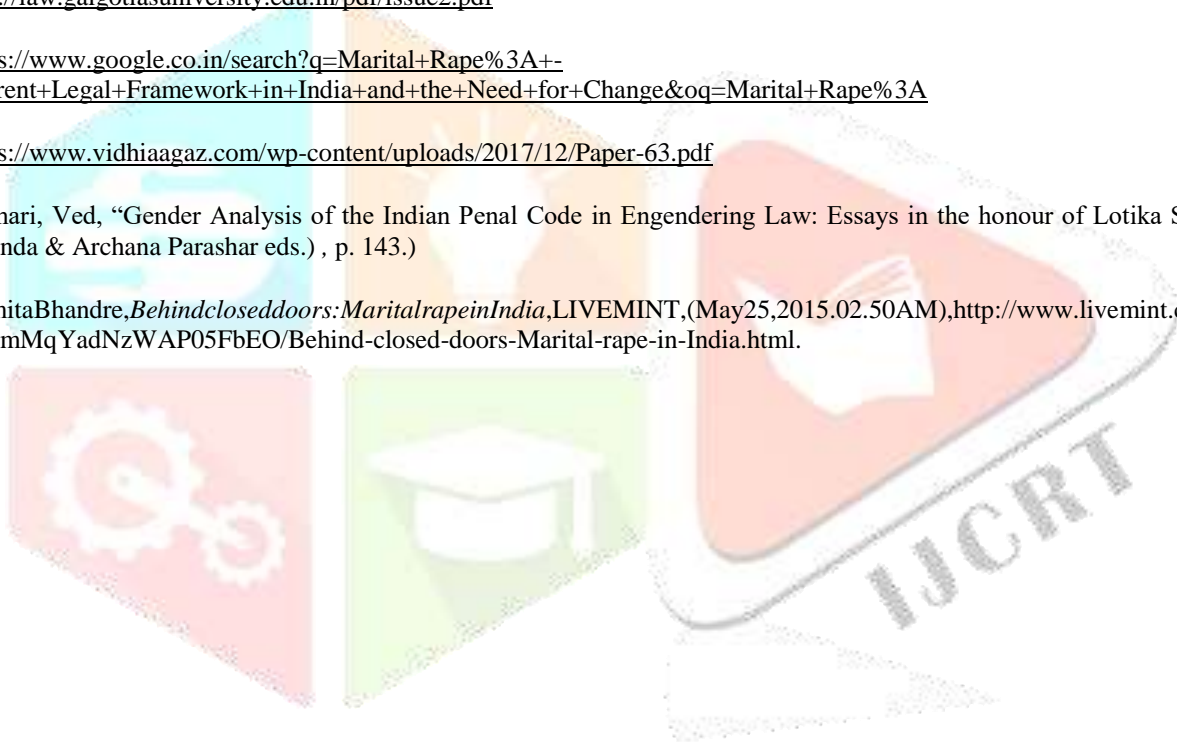 ://law.galgotiasuniversity.edu.in/pdf/issue2.pdf
s://www.google.co.in/search?q=Marital+Rape%3A+-
rent+Legal+Framework+in+India+and+the+Need+for+Change&oq=Marital+Rape%3A
s://www.vidhiaagaz.com/wp-content/uploads/2017/12/Paper-63.pdf
nari, Ved, “Gender Analysis of the Indian Penal Code in Engendering Law: Essays in the honour of Lotika S
nda & Archana Parashar eds.) , p. 143.)
nitaBhandre,Behindcloseddoors:MaritalrapeinIndia,LIVEMINT,(May25,2015.02.50AM),http://www.livemint.
mMqYadNzWAP05FbEO/Behind-closed-doors-Marital-rape-in-India.html.
IJCRT